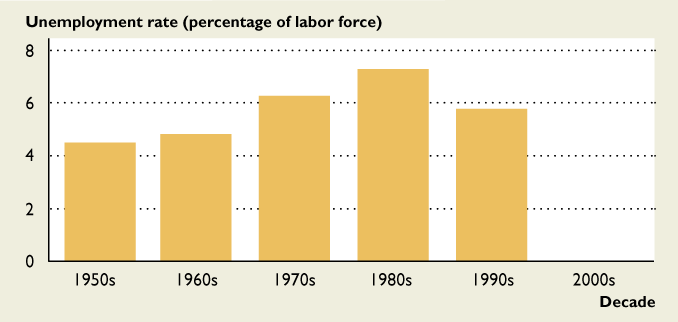 Unemployment rate (percentage of labor force)
8
6
4
2
0
1950s 1960s 1970s 1980s 1990s 2000s
Decade